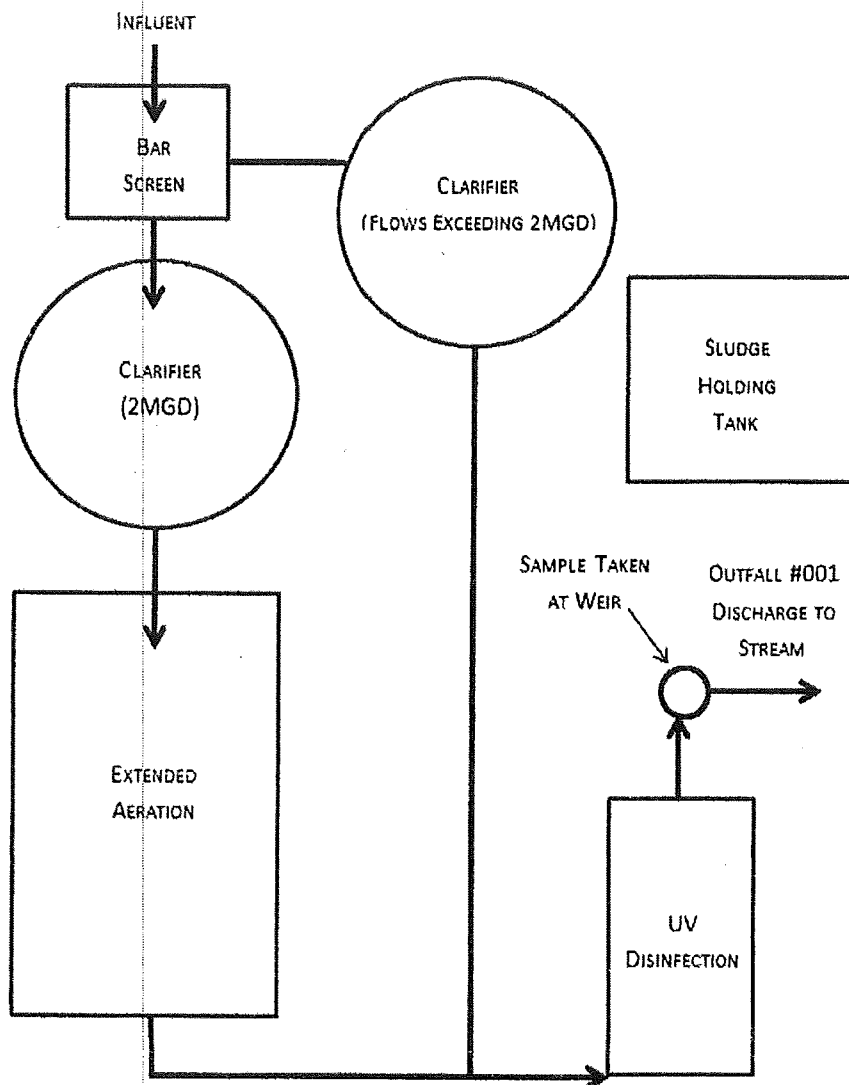 INFLUENT
BAR
SCREEN
CLARIFIER
(FLOWS EXCEEDING 2MGD)
CLARIFIER
(2MGD)
SLUDGE
HOLDING
TANK
SAMPLE TAKEN
AT WEIR
OUTFALL #001
DISCHARGE TO
STREAM
EXTENDED
AERATION
UV
DISINFECTION